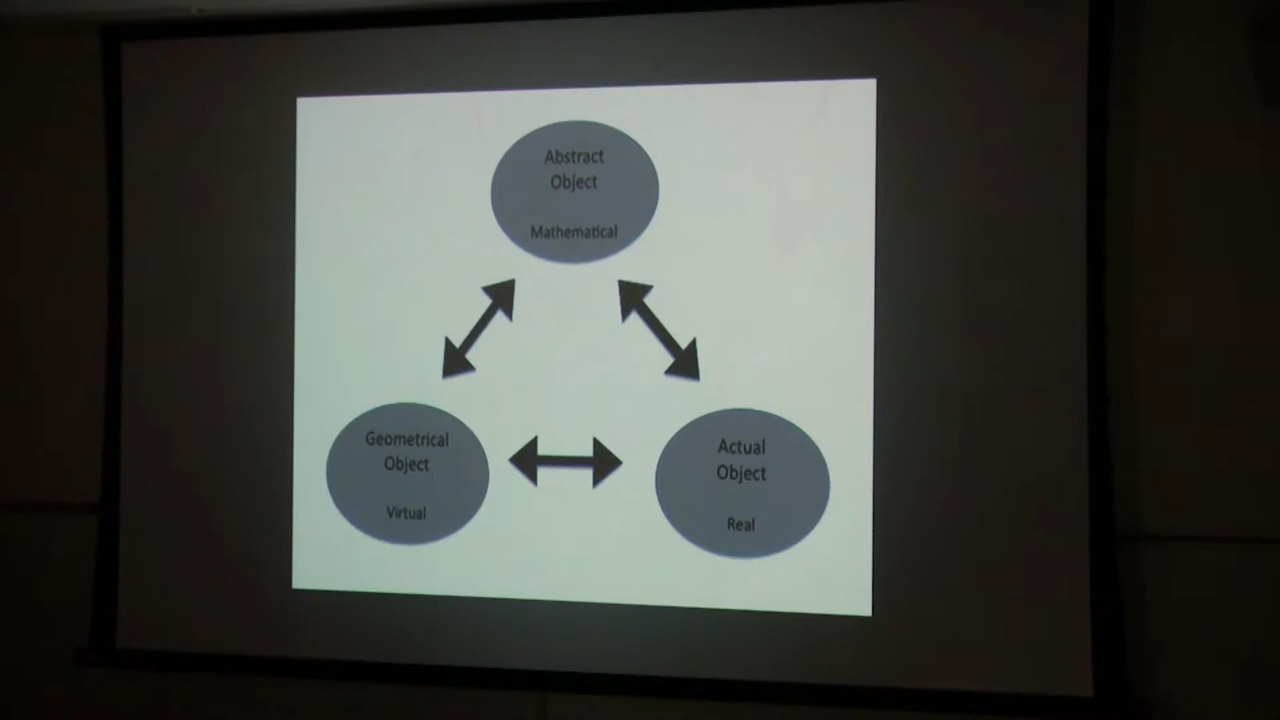 Abstract
Object
Mathematical
Geometrical
Object
Virtual
Actual
Object
Real